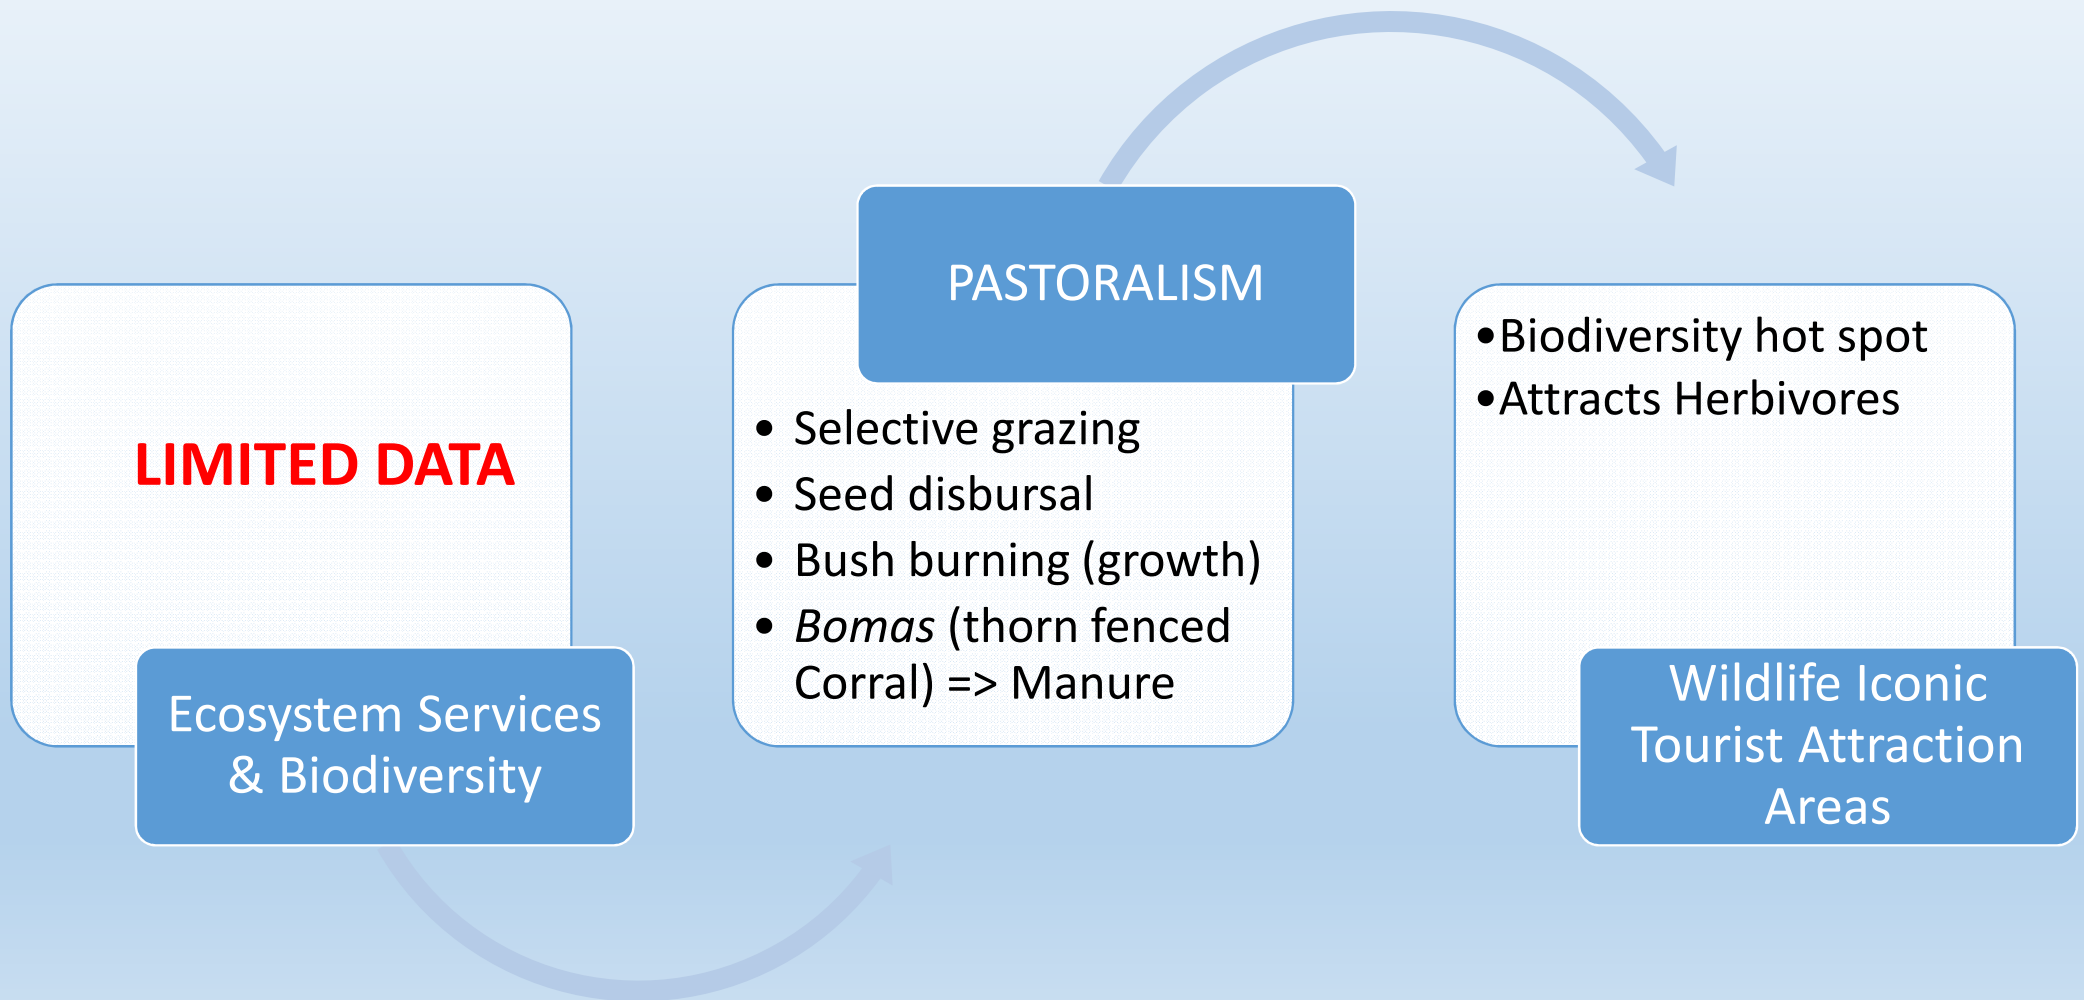 LIMITED DATA
Ecosystem Services
& Biodiversity
PASTORALISM
• Selective grazing
• Seed disbursal
• Bush burning (growth)
• Bomas (thorn fenced
Corral) => Manure
•Biodiversity hot spot
•Attracts Herbivores
Wildlife Iconic
Tourist Attraction
Areas